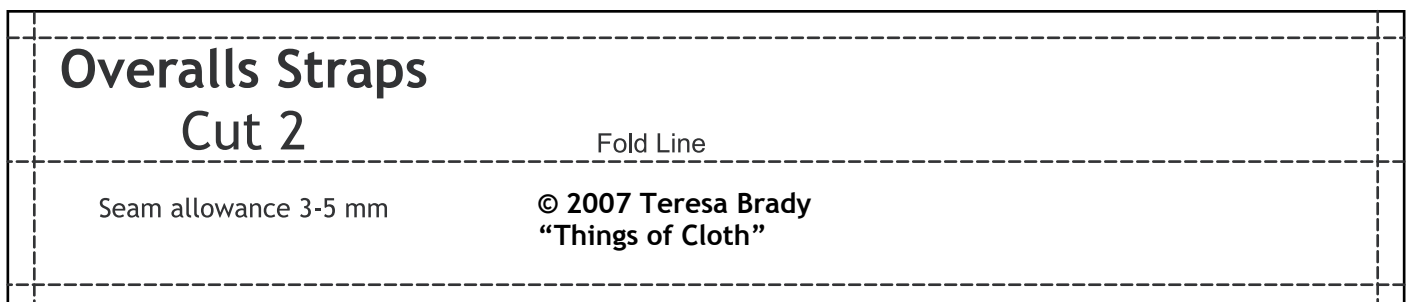 Overalls Straps
Cut 2
Fold Line
Seam allowance 3-5 mm
© 2007 Teresa Brady
“Things of Cloth”